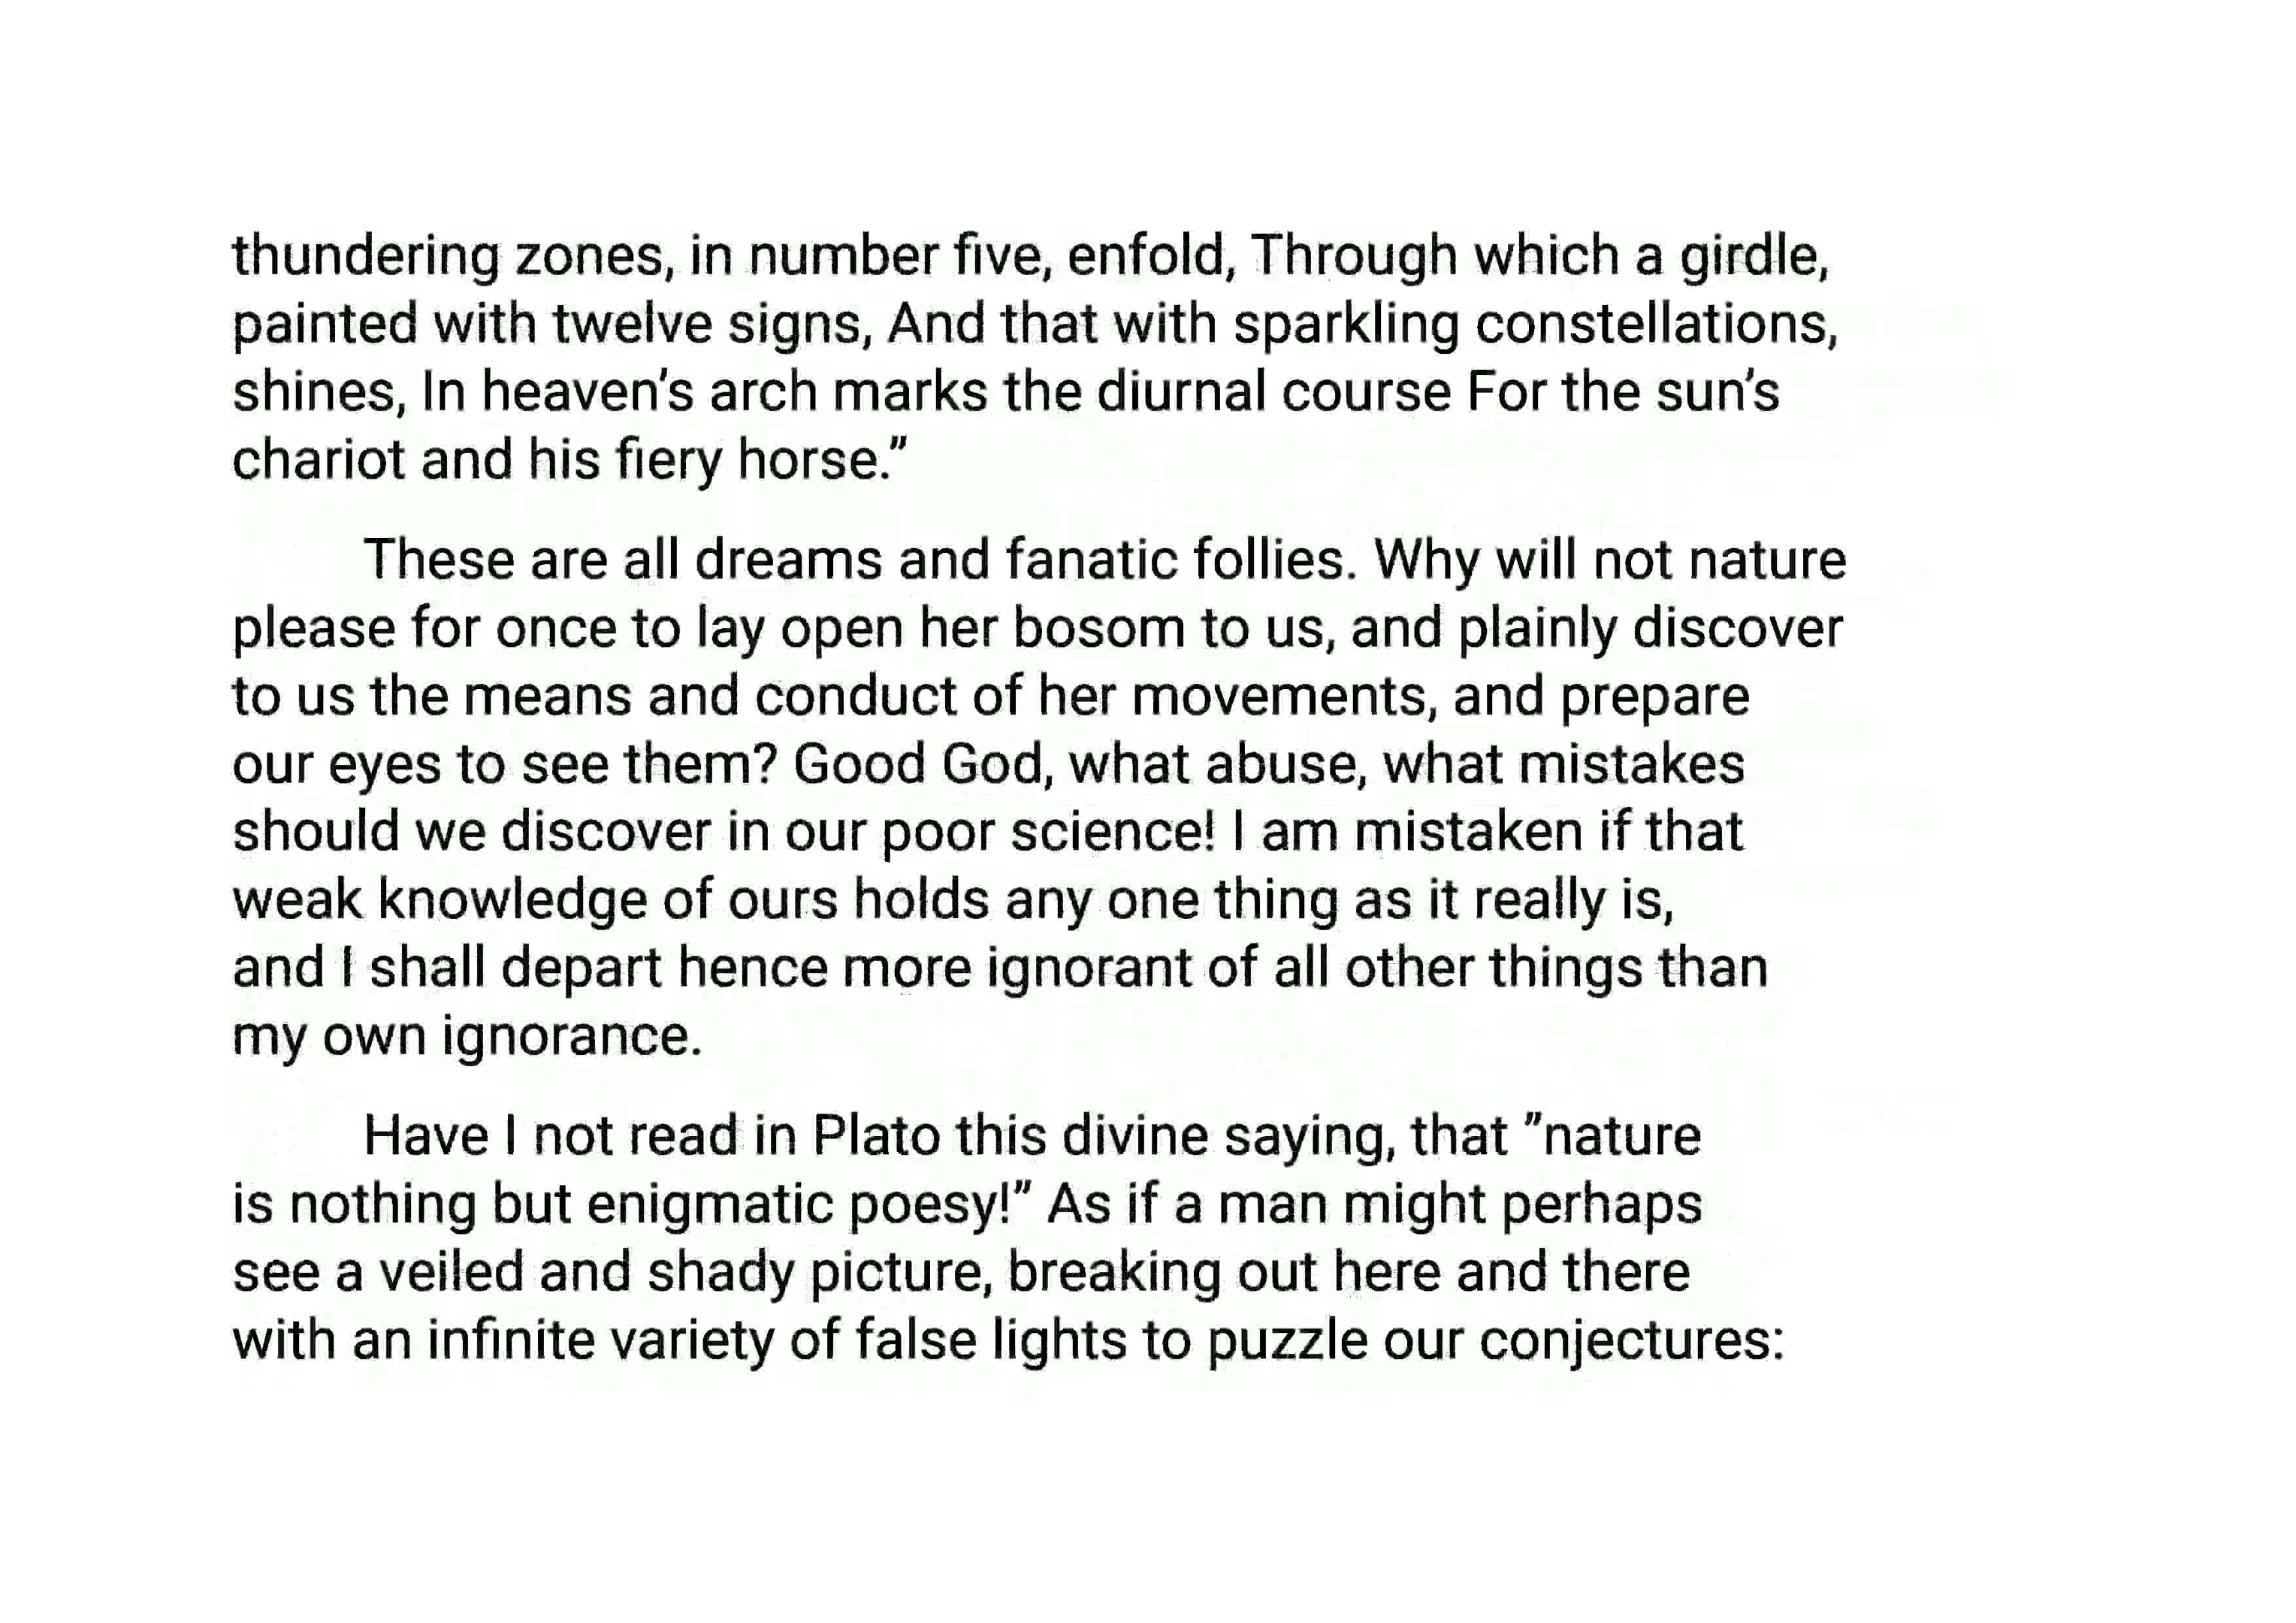 thundering zones, in number five, enfold, Through which a girdle,
painted with twelve signs, And that with sparkling constellations,
shines, In heaven's arch marks the diurnal course For the sun's
chariot and his fiery horse."
These are all dreams and fanatic follies. Why will not nature
please for once to lay open her bosom to us, and plainly discover
to us the means and conduct of her movements, and prepare
our eyes to see them? Good God, what abuse, what mistakes
should we discover in our poor science! I am mistaken if that
weak knowledge of ours holds any one thing as it really is,
and I shall depart hence more ignorant of all other things than
my own ignorance.
Have I not read in Plato this divine saying, that "nature
is nothing but enigmatic poesy!" As if a man might perhaps
see a veiled and shady picture, breaking out here and there
with an infinite variety of false lights to puzzle our conjectures: